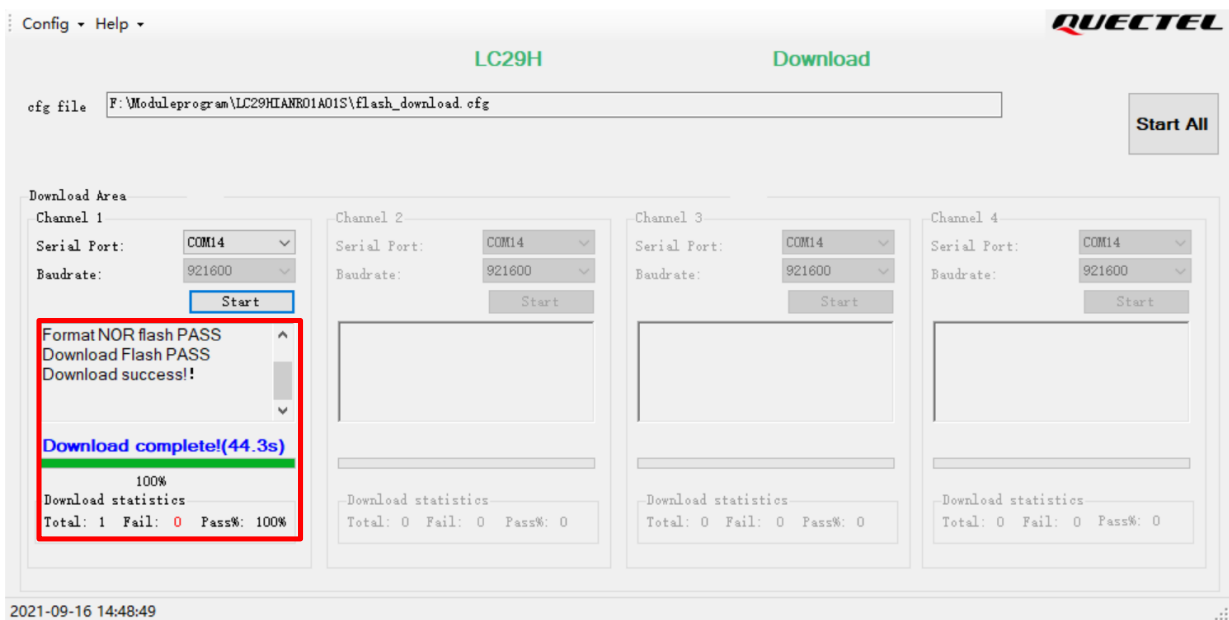 Config Help
QUECTEL
LC29H Download
cfg file F:\Moduleprogram\LC29HIANR01A01S\flash_download.cfg
Start All
Download Area
Channel 1
Serial Port: COM14
Baudrate: 921600
Start
Format NOR flash PASS
Download Flash PASS
Download success!!
Download complete!(44.3s)
100%
Download statistics
Total: 1 Fail: 0 Pass%: 100%
Channel 2
Serial Port: COM14
Baudrate: 921600
Start
Download statistics
Total: 0 Fail: 0 Pass%: 0
Channel 3
Serial Port: COM14
Baudrate: 921600
Start
Download statistics
Total: 0 Fail: 0 Pass%: 0
Channel 4
Serial Port: COM14
Baudrate: 921600
Start
Download statistics
Total: 0 Fail: 0 Pass%: 0
2021-09-16 14:48:49